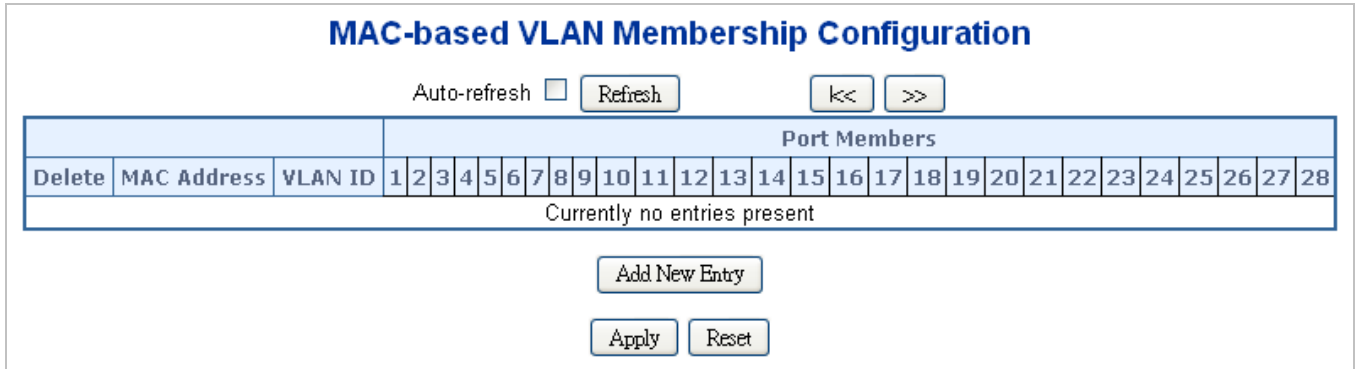 MAC-based VLAN Membership Configuration
Auto-refresh Refresh |<< >>
Port Members
Delete MAC Address VLAN ID 1 2 3 4 5 6 7 8 9 10 11 12 13 14 15 16 17 18 19 20 21 22 23 24 25 26 27 28
Currently no entries present
Add New Entry
Apply Reset